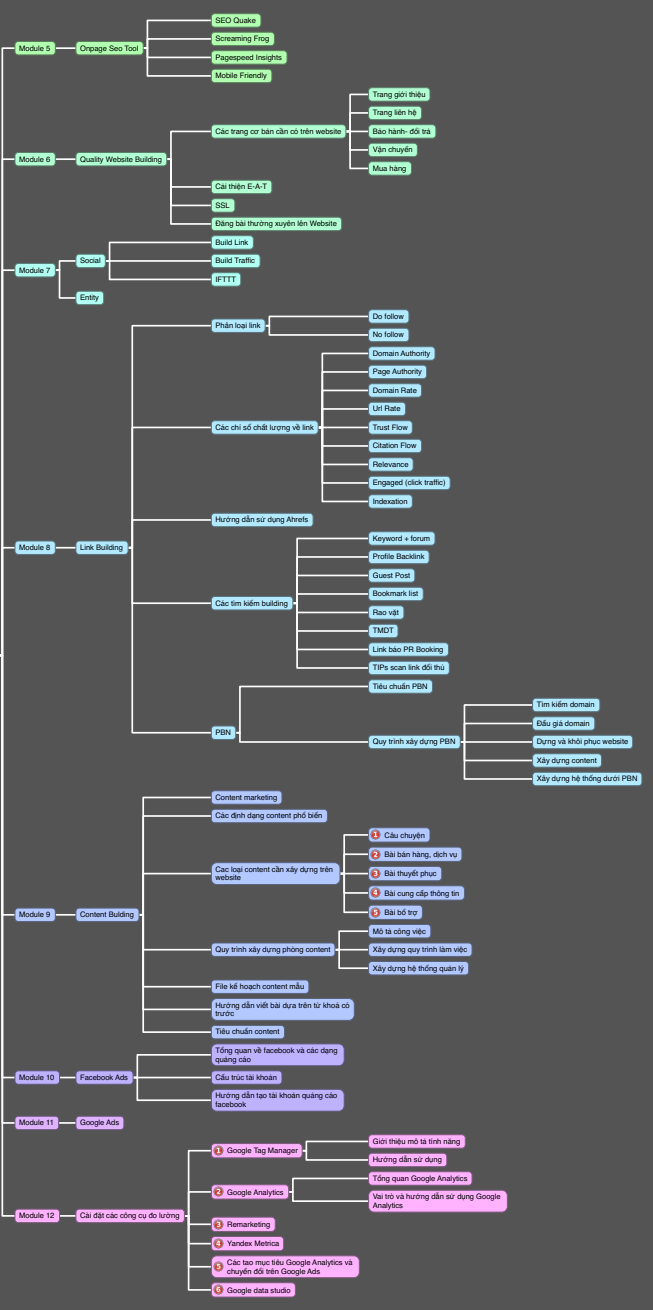 Module 5
Onpage Seo Tool
SEO Quake
Screaming Frog
Pagespeed Insights
Mobile Friendly
Module 6
Quality Website Building
Các trang cơ bản cần có trên website
Trang giới thiệu
Trang liên hệ
Bảo hành- đổi trả
Vận chuyển
Mua hàng
Cải thiện E-A-T
SSL
Đăng bài thường xuyên lên Website
Module 7
Social
Build Link
Build Traffic
IFTTT
Entity
Module 8
Link Building
Phân loại link
Do follow
No follow
Các chỉ số chất lượng về link
Domain Authority
Page Authority
Domain Rate
Url Rate
Trust Flow
Citation Flow
Relevance
Engaged (click traffic)
Indexation
Hướng dẫn sử dụng Ahrefs
Các tìm kiếm building
Keyword + forum
Profile Backlink
Guest Post
Bookmark list
Rao vặt
TMDT
Link báo PR Booking
TIPs scan link đối thủ
PBN
Tiêu chuẩn PBN
Quy trình xây dựng PBN
Tìm kiếm domain
Đấu giá domain
Dựng và khôi phục website
Xây dựng content
Xây dựng hệ thống dưới PBN
Module 9
Content Bulding
Content marketing
Các định dạng content phổ biến
Cac loại content cần xây dựng trên
website
1 Câu chuyện
2 Bài bán hàng, dịch vụ
3 Bài thuyết phục
4 Bài cung cấp thông tin
5 Bài bổ trợ
Quy trình xây dựng phòng content
Mô tả công việc
Xây dựng quy trình làm việc
Xây dựng hệ thống quản lý
File kế hoạch content mẫu
Hướng dẫn viết bài dựa trên từ khoá có
trước
Tiêu chuẩn content
Module 10
Facebook Ads
Tổng quan về facebook và các dạng
quảng cáo
Cấu trúc tài khoản
Hướng dẫn tạo tài khoản quảng cáo
facebook
Module 11
Google Ads
Module 12
Cài đặt các công cụ đo lường
1 Google Tag Manager
Giới thiệu mô tả tính năng
Hướng dẫn sử dụng
2 Google Analytics
Tổng quan Google Analytics
Vai trò và hướng dẫn sử dụng Google
Analytics
3 Remarketing
4 Yandex Metrica
5 Các tạo mục tiêu Google Analytics và
chuyển đổi trên Google Ads
6 Google data studio